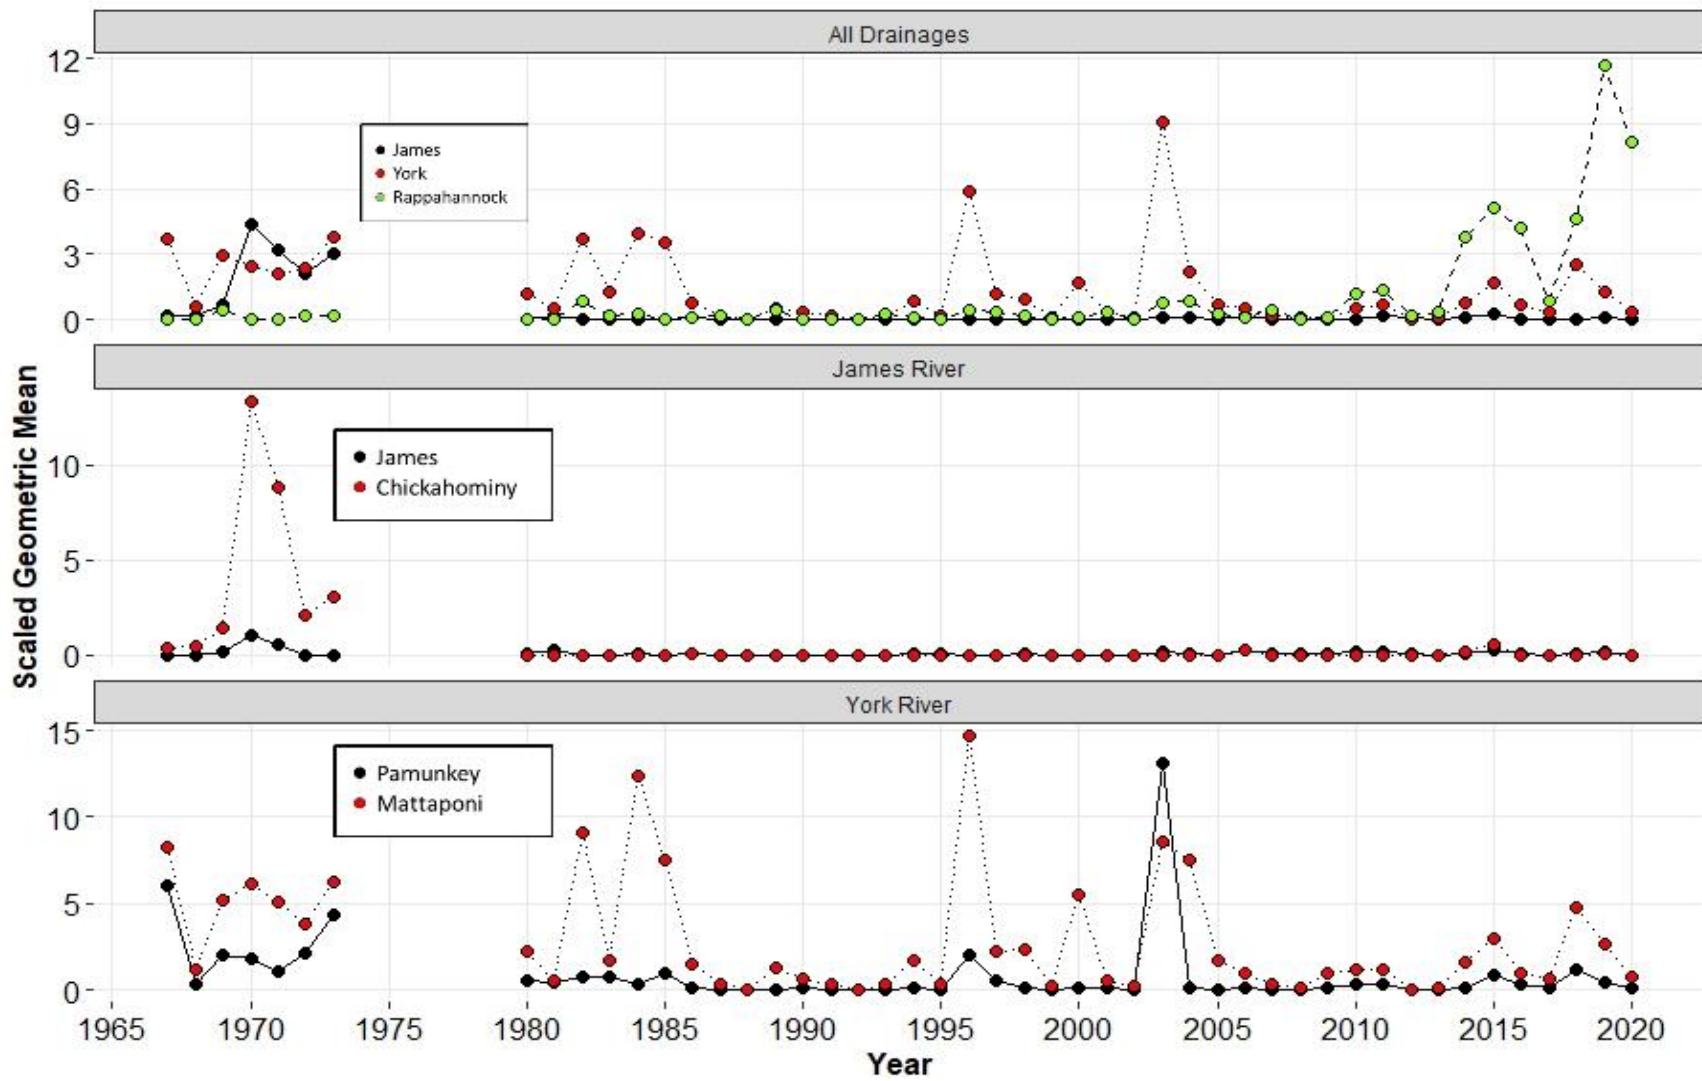 All Drainages
12
9
6
3
0
James
York
Rappahannock
James River
10
5
0
James
Chickahominy
Scaled Geometric Mean
York River
15
10
5
0
Pamunkey
Mattaponi
1965 1970 1975 1980 1985 1990 1995 2000 2005 2010 2015 2020
Year